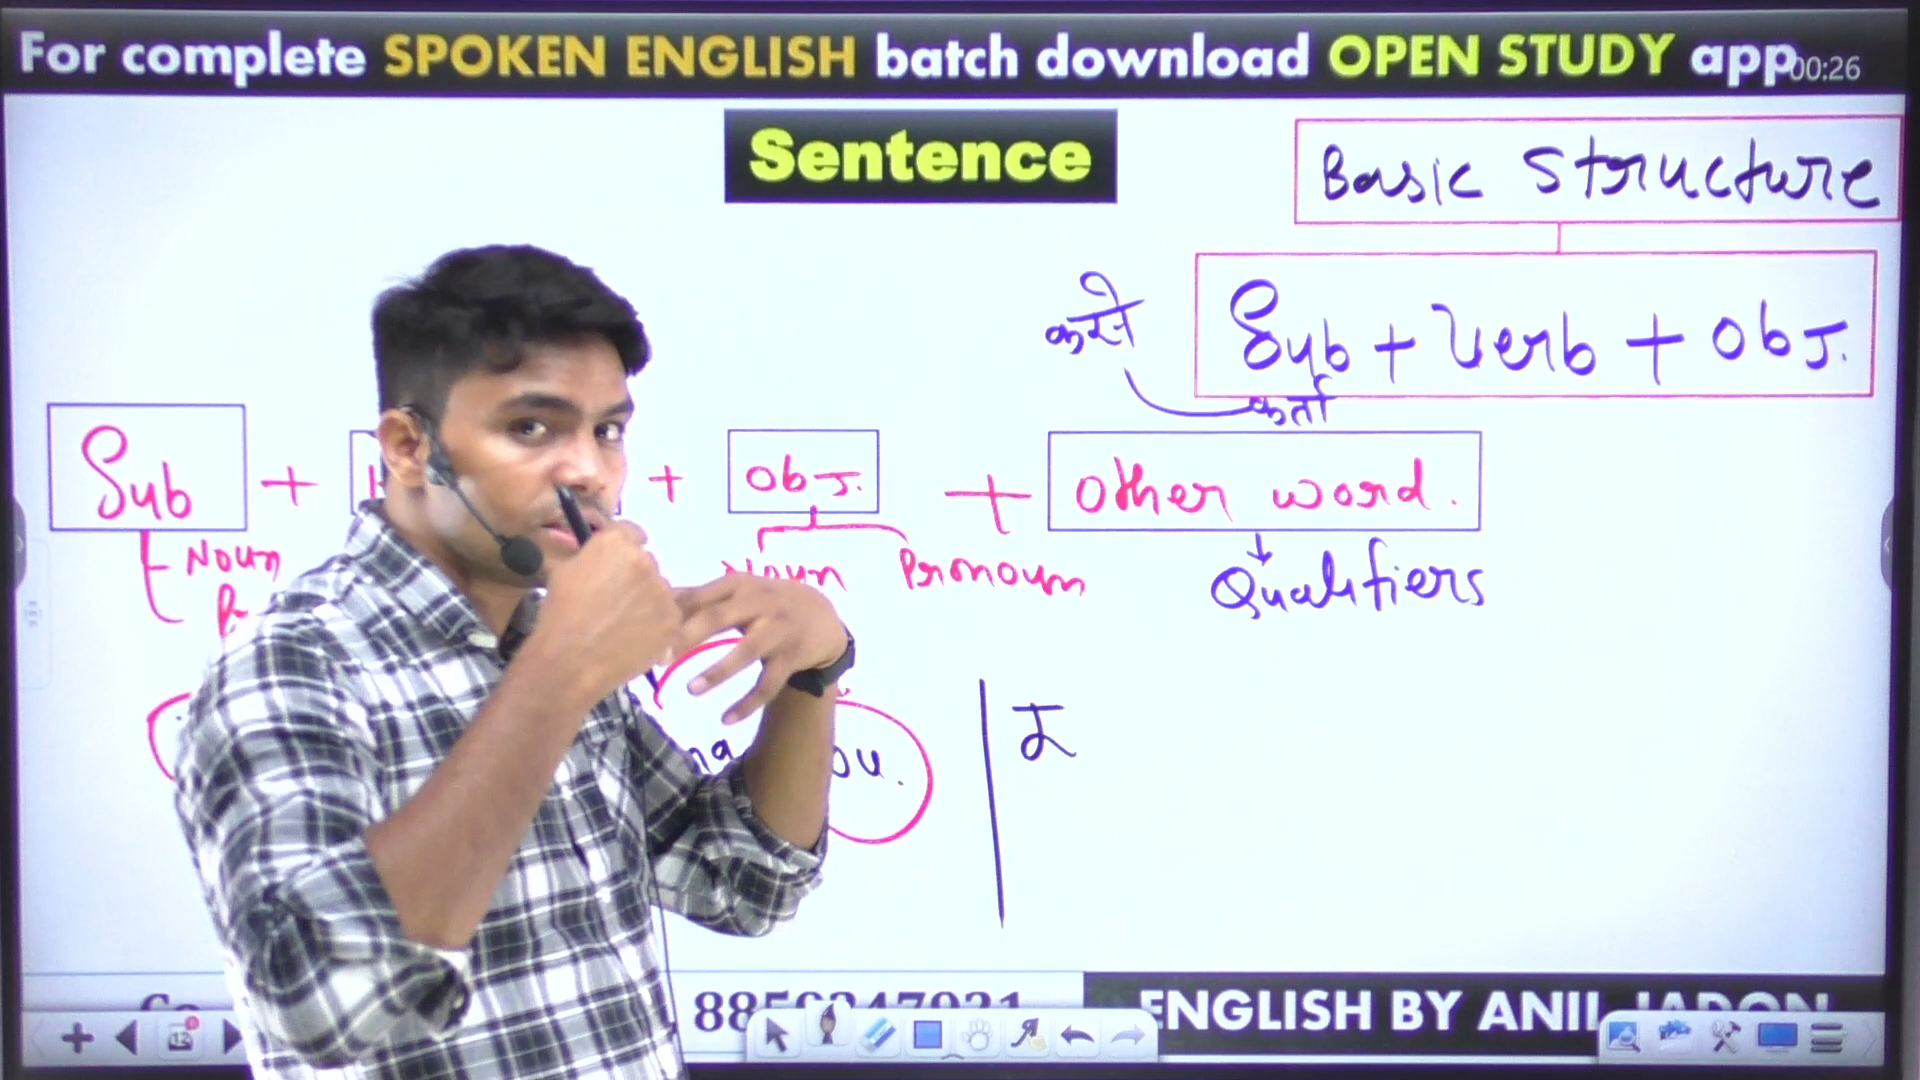 For complete SPOKEN ENGLISH batch download OPEN STUDY app
00:26
Sentence
Basic Structure
Sub + Verb + Obj.
कर्ता
Sub + + Obj. + Other word.
Noun
Noun Pronoun
Qualifiers
I
ENGLISH BY ANIL JADON